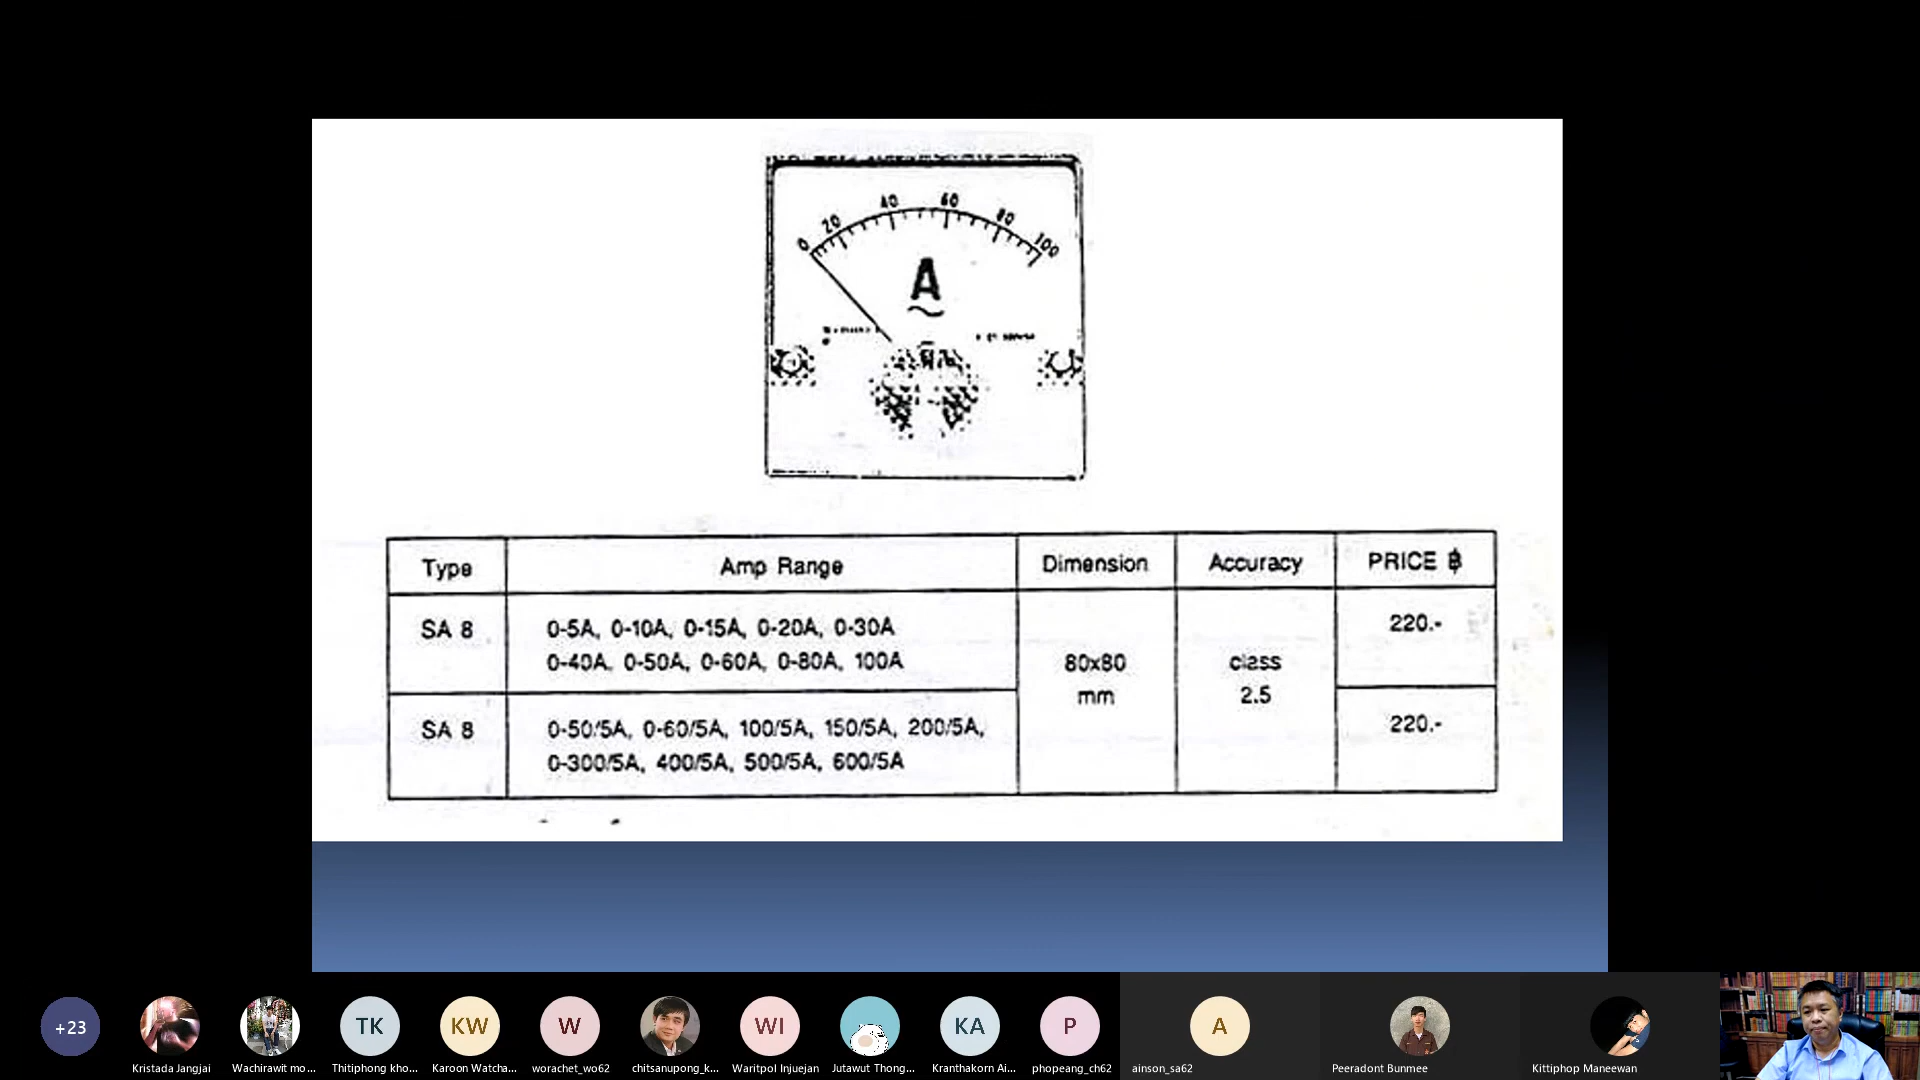 0 20 40 60 80 100
A
Type Amp Range Dimension Accuracy PRICE ฿
SA 8 0-5A, 0-10A, 0-15A, 0-20A, 0-30A 220.-
0-40A, 0-50A, 0-60A, 0-80A, 100A
80x80 class
mm 2.5
SA 8 0-50/5A, 0-60/5A, 100/5A, 150/5A, 200/5A, 220.-
0-300/5A, 400/5A, 500/5A, 600/5A
+23 TK KW W WI KA P A
Kristada Jangjai Wachirawit mo... Thitiphong kho... Karoon Watcha... worachet_wo62 chitsanupong_k... Waritpol Injuejan Jutawut Thong... Kranthakorn Ai... phopeang_ch62 ainson_sa62 Peeradont Bunmee Kittiphop Maneewan